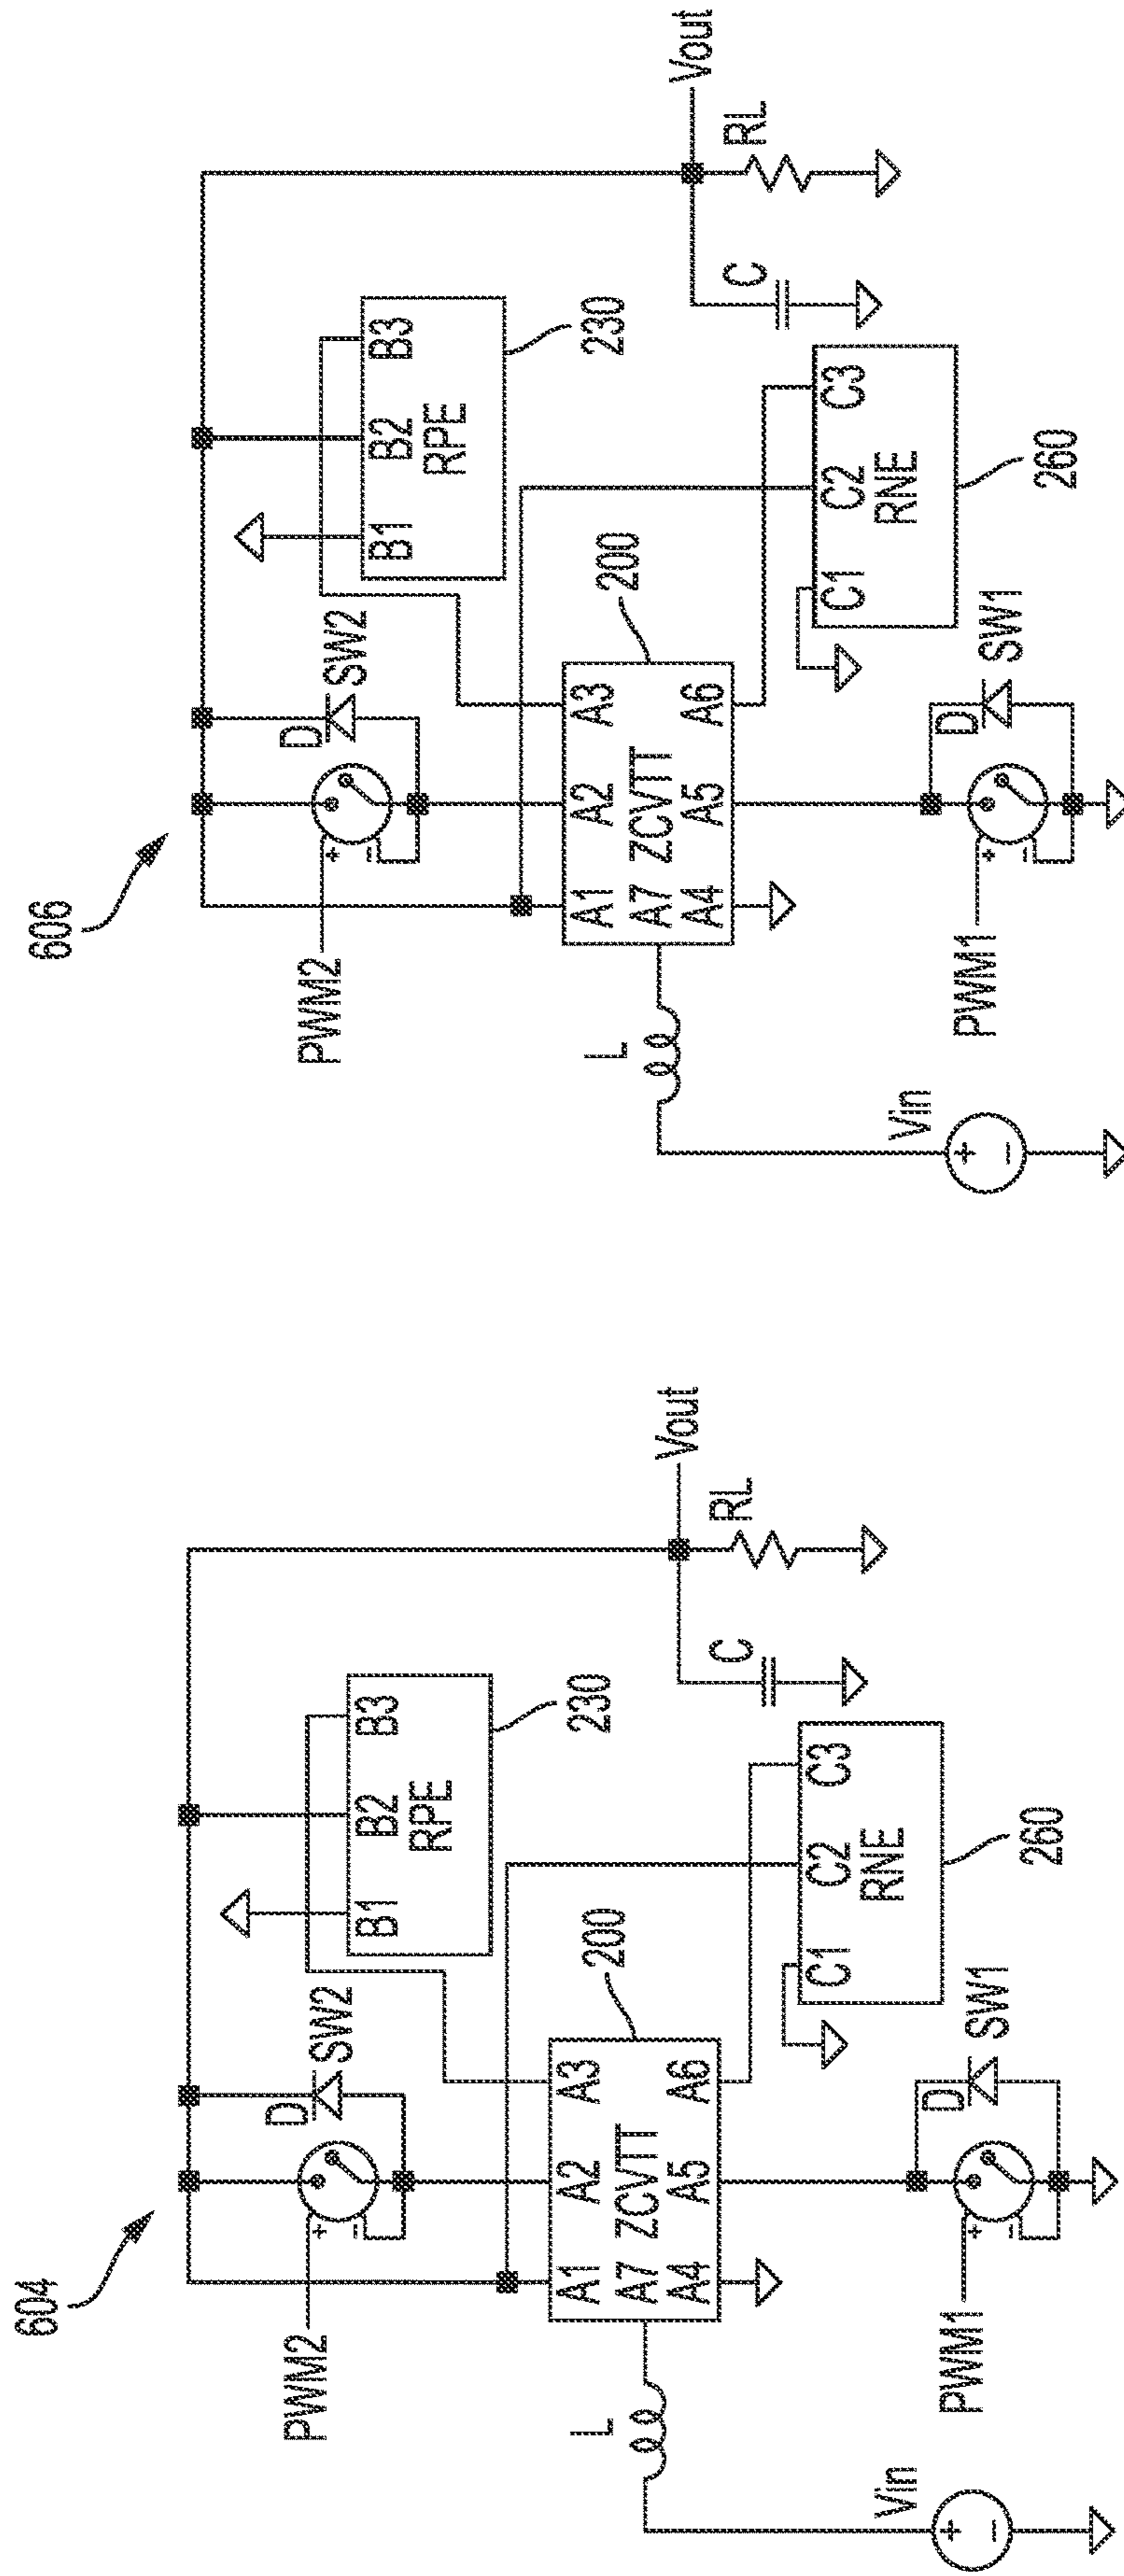 604
PWM2
D
SW2
B1 B2 B3
RPE
230
200
A1 A2 A3
A7 ZCVTT
A4 A5 A6
L
Vin
+
−
+
−
C1 C2 C3
RNE
260
PWM1
+
−
D
SW1
C
RL
Vout
606
PWM2
D
SW2
B1 B2 B3
RPE
230
200
A1 A2 A3
A7 ZCVTT
A4 A5 A6
L
Vin
+
−
+
−
C1 C2 C3
RNE
260
PWM1
+
−
D
SW1
C
RL
Vout